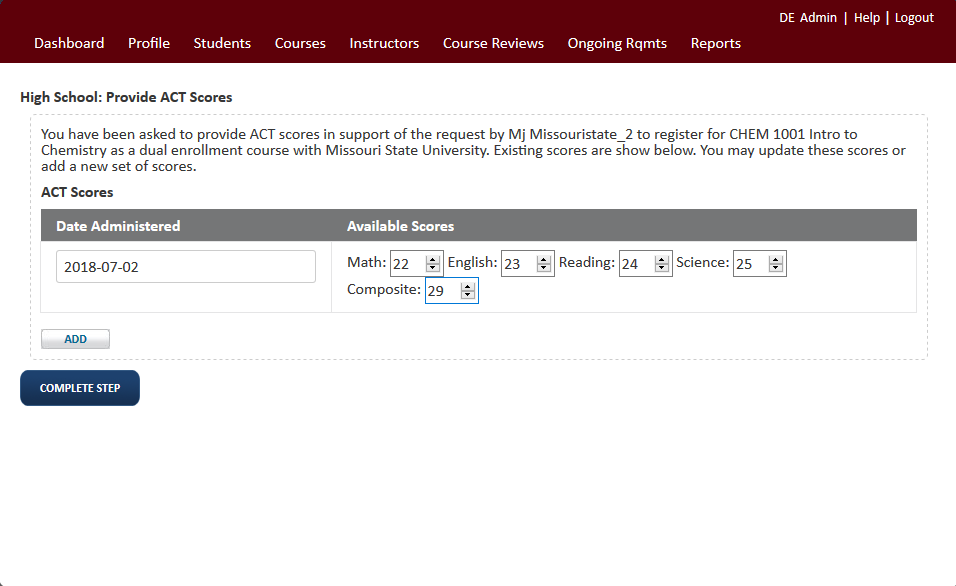 DE Admin | Help | Logout
Dashboard Profile Students Courses Instructors Course Reviews Ongoing Rqmts Reports
High School: Provide ACT Scores
You have been asked to provide ACT scores in support of the request by Mj Missouristate_2 to register for CHEM 1001 Intro to
Chemistry as a dual enrollment course with Missouri State University. Existing scores are show below. You may update these scores or
add a new set of scores.
ACT Scores
Date Administered Available Scores
2018-07-02 Math: 22 English: 23 Reading: 24 Science: 25
Composite: 29
ADD
COMPLETE STEP